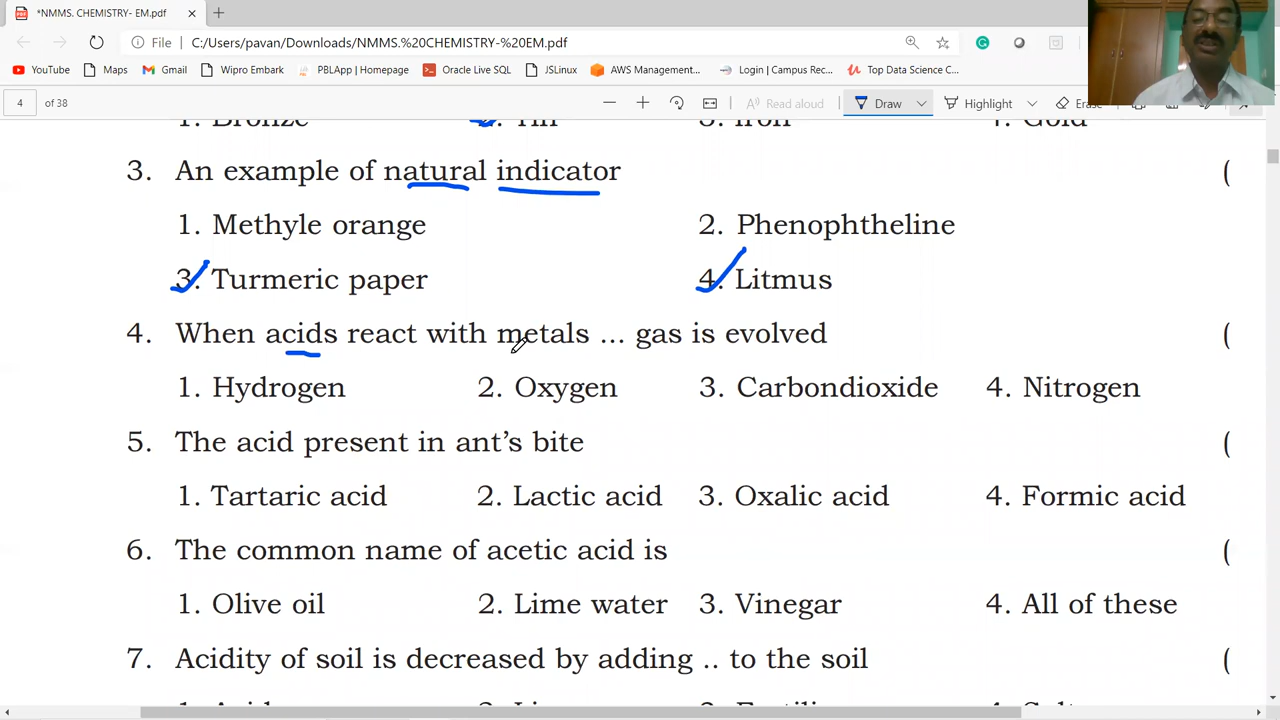 *NMMS. CHEMISTRY- EM.pdf
File C:/Users/pavan/Downloads/NMMS.%20CHEMISTRY-%20EM.pdf
YouTube Maps Gmail Wipro Embark PBLApp | Homepage Oracle Live SQL JSLinux AWS Management... Login | Campus Rec... Top Data Science C...
4 of 38 Read aloud Draw Highlight Erase
1. Bronze 2. Tin 3. Iron 4. Gold
3. An example of natural indicator (
1. Methyle orange 2. Phenophtheline
3. Turmeric paper 4. Litmus
4. When acids react with metals ... gas is evolved (
1. Hydrogen 2. Oxygen 3. Carbondioxide 4. Nitrogen
5. The acid present in ant's bite (
1. Tartaric acid 2. Lactic acid 3. Oxalic acid 4. Formic acid
6. The common name of acetic acid is (
1. Olive oil 2. Lime water 3. Vinegar 4. All of these
7. Acidity of soil is decreased by adding .. to the soil (